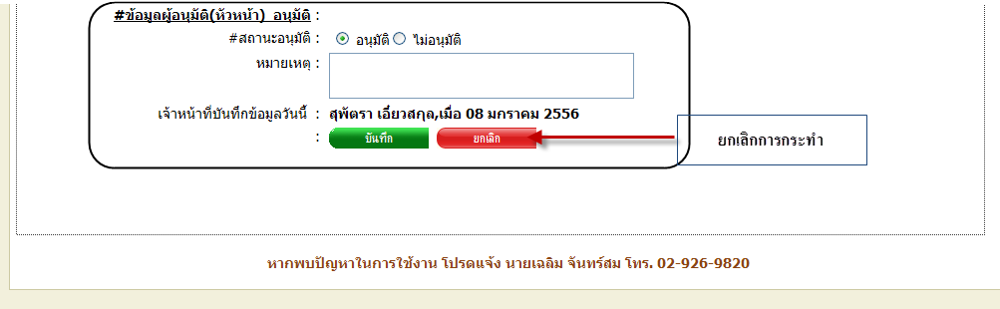 #ข้อมูลผู้อนุมัติ(หัวหน้า) อนุมัติ :
#สถานะอนุมัติ : อนุมัติ ไม่อนุมัติ
หมายเหตุ :
เจ้าหน้าที่บันทึกข้อมูลวันนี้ : สุพัตรา เอี่ยวสกุล,เมื่อ 08 มกราคม 2556
: บันทึก ยกเลิก
ยกเลิกการกระทำ
หากพบปัญหาในการใช้งาน โปรดแจ้ง นายเฉลิม จันทร์สม โทร. 02-926-9820